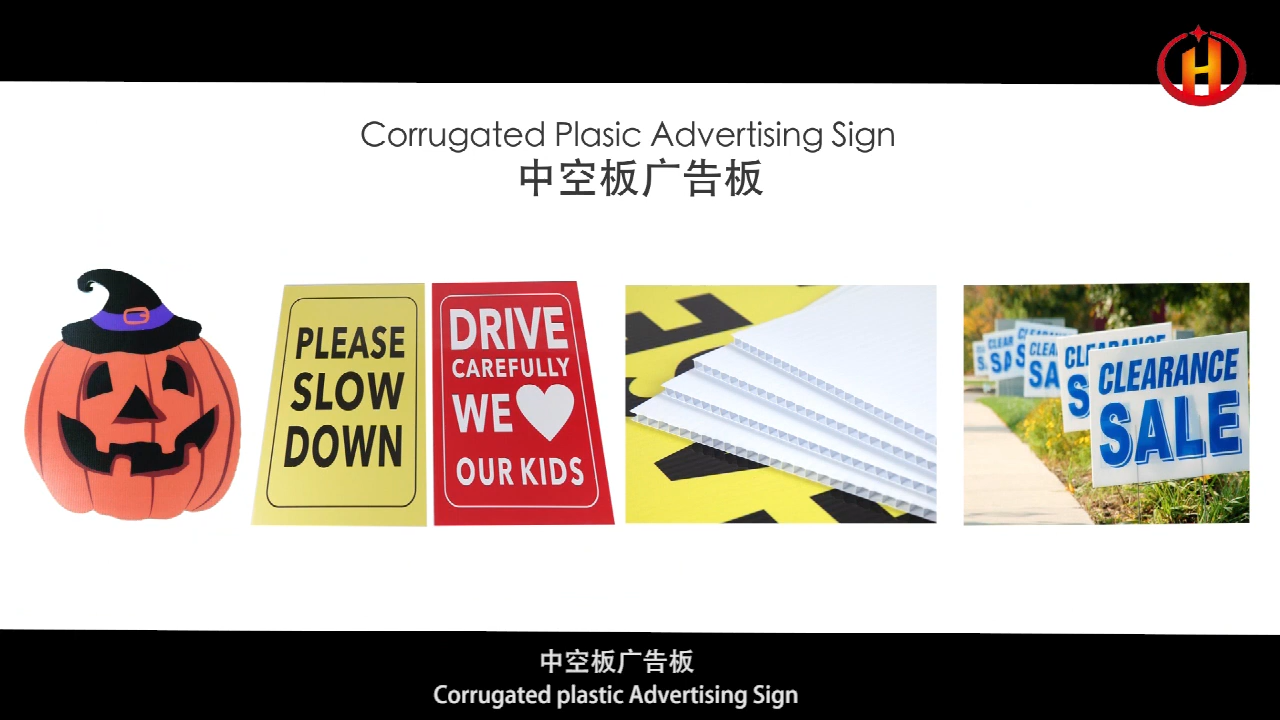 Corrugated Plasic Advertising Sign
中空板广告板
PLEASE
SLOW
DOWN
DRIVE
CAREFULLY
WE
OUR KIDS
CLEARANCE
SALE
中空板广告板
Corrugated plastic Advertising Sign